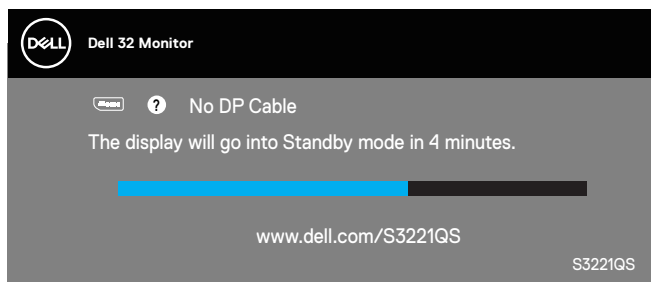 DELL
Dell 32 Monitor
? No DP Cable
The display will go into Standby mode in 4 minutes.
www.dell.com/S3221QS
S3221QS